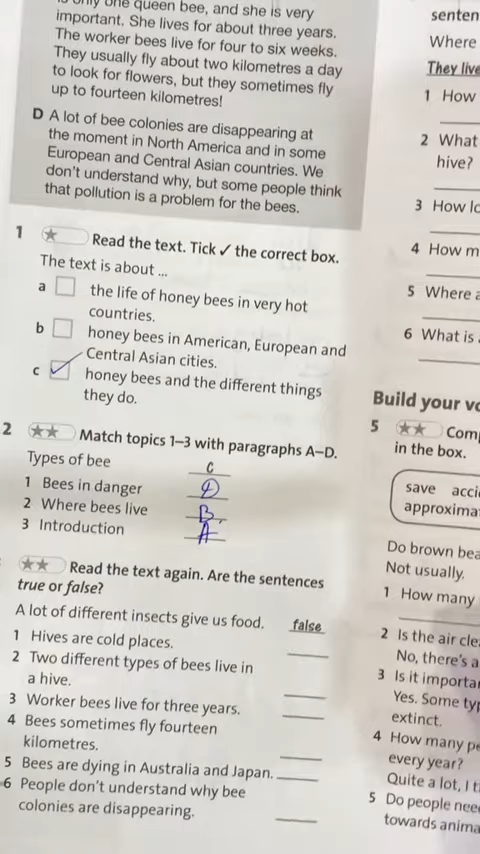 only one queen bee, and she is very
important. She lives for about three years.
The worker bees live for four to six weeks.
They usually fly about two kilometres a day
to look for flowers, but they sometimes fly
up to fourteen kilometres!
D A lot of bee colonies are disappearing at
the moment in North America and in some
European and Central Asian countries. We
don't understand why, but some people think
that pollution is a problem for the bees.
1 Read the text. Tick ✓ the correct box.
The text is about ...
a the life of honey bees in very hot
countries.
b honey bees in American, European and
Central Asian cities.
c ✓ honey bees and the different things
they do.
2 Match topics 1–3 with paragraphs A–D.
Types of bee C
1 Bees in danger D
2 Where bees live B
3 Introduction A
Read the text again. Are the sentences
true or false?
A lot of different insects give us food. false
1 Hives are cold places.
2 Two different types of bees live in
a hive.
3 Worker bees live for three years.
4 Bees sometimes fly fourteen
kilometres.
5 Bees are dying in Australia and Japan.
6 People don't understand why bee
colonies are disappearing.
Where
They live
1 How
2 What
hive?
3 How
4 How
5 Where
6 What is
Build your
5
in the box.
save
Do brown
Not usually.
1 How many
2 Is the air
No, there's a
3 Is it
Yes. Some
extinct.
4 How many
every year?
Quite a lot, I
5 Do people
towards